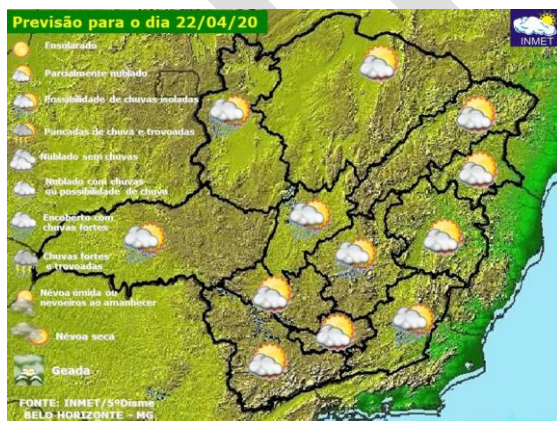 Previsão para o dia 22/04/20
INMET
Ensolarado
Parcialmente nublado
Possibilidade de chuvas isoladas
Pancadas de chuva e trovoadas
Nublado sem chuvas
Nublado com chuvas
ou possibilidade de chuva
Encoberto com
chuvas fortes
Chuvas fortes
e trovoadas
Névoa úmida ou
nevoeiros ao amanhecer
Névoa seca
Geada
FONTE: INMET/5ºDisme
BELO HORIZONTE - MG